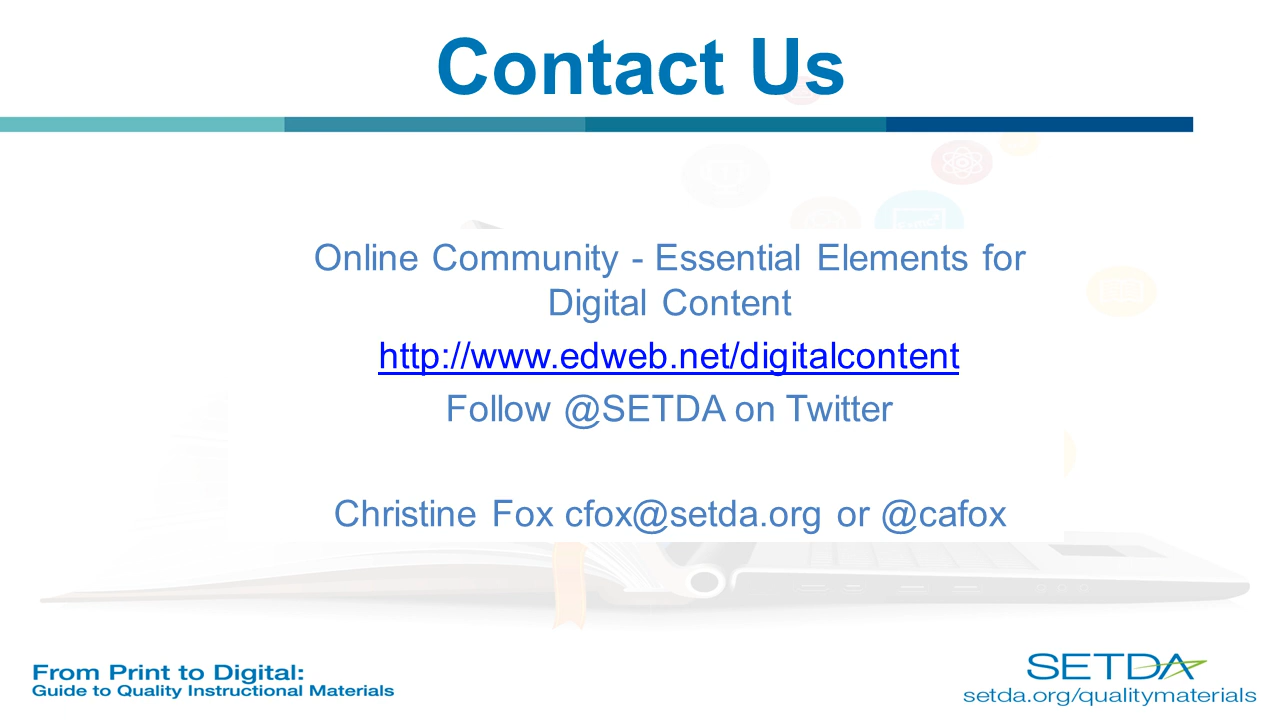 Contact Us
Online Community - Essential Elements for
Digital Content
http://www.edweb.net/digitalcontent
Follow @SETDA on Twitter
Christine Fox cfox@setda.org or @cafox
From Print to Digital:
Guide to Quality Instructional Materials
SETDA
setda.org/qualitymaterials